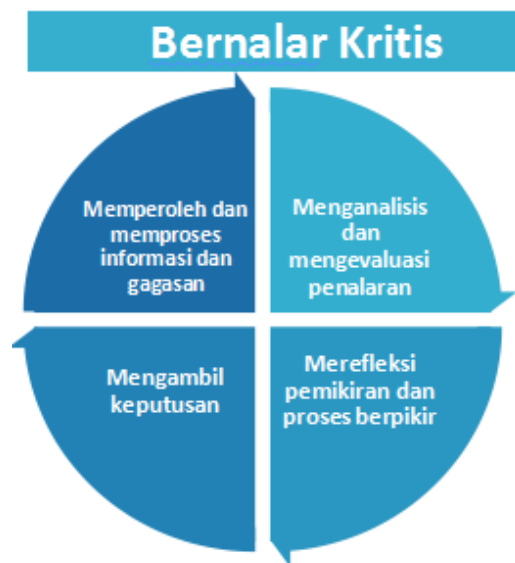 Bernalar Kritis
Memperoleh dan
memproses
informasi dan
gagasan
Menganalisis
dan
mengevaluasi
penalaran
Mengambil
keputusan
Merefleksi
pemikiran dan
proses berpikir